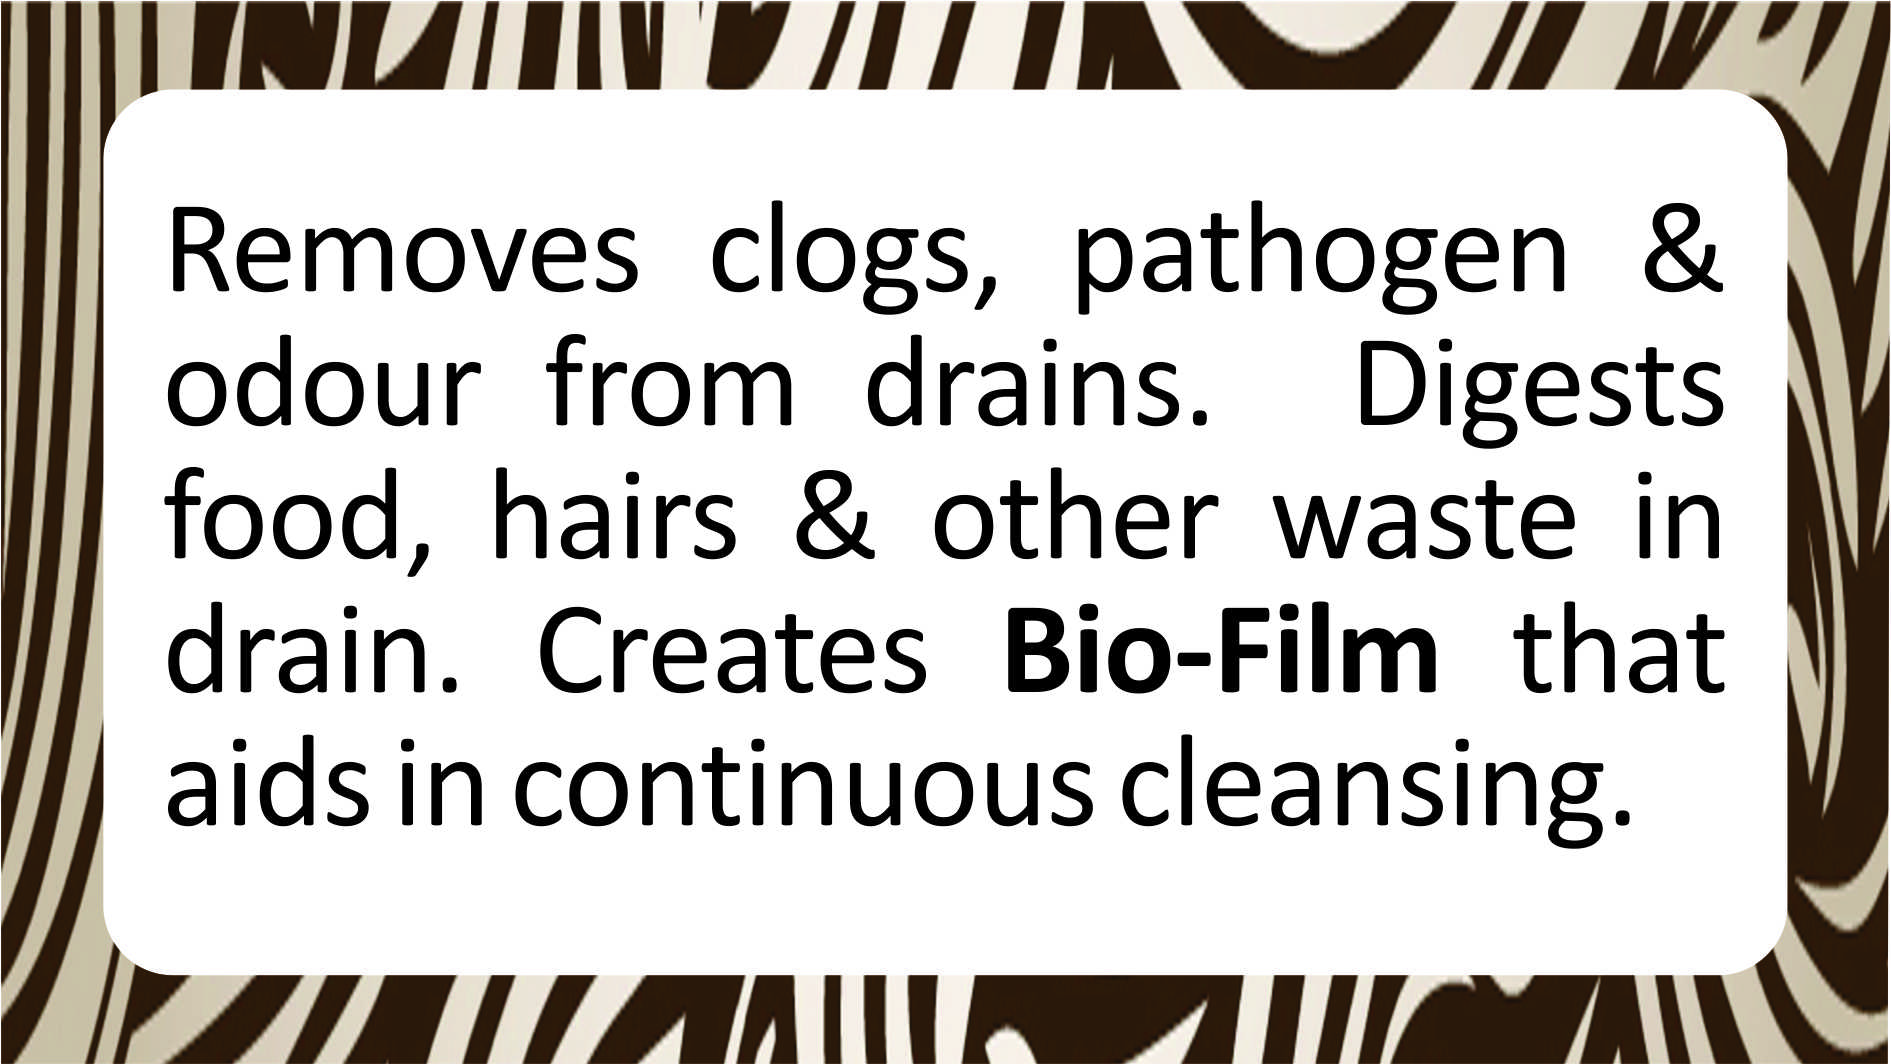 Removes clogs, pathogen &
odour from drains.  Digests
food, hairs & other waste in
drain. Creates Bio-Film that
aids in continuous cleansing.